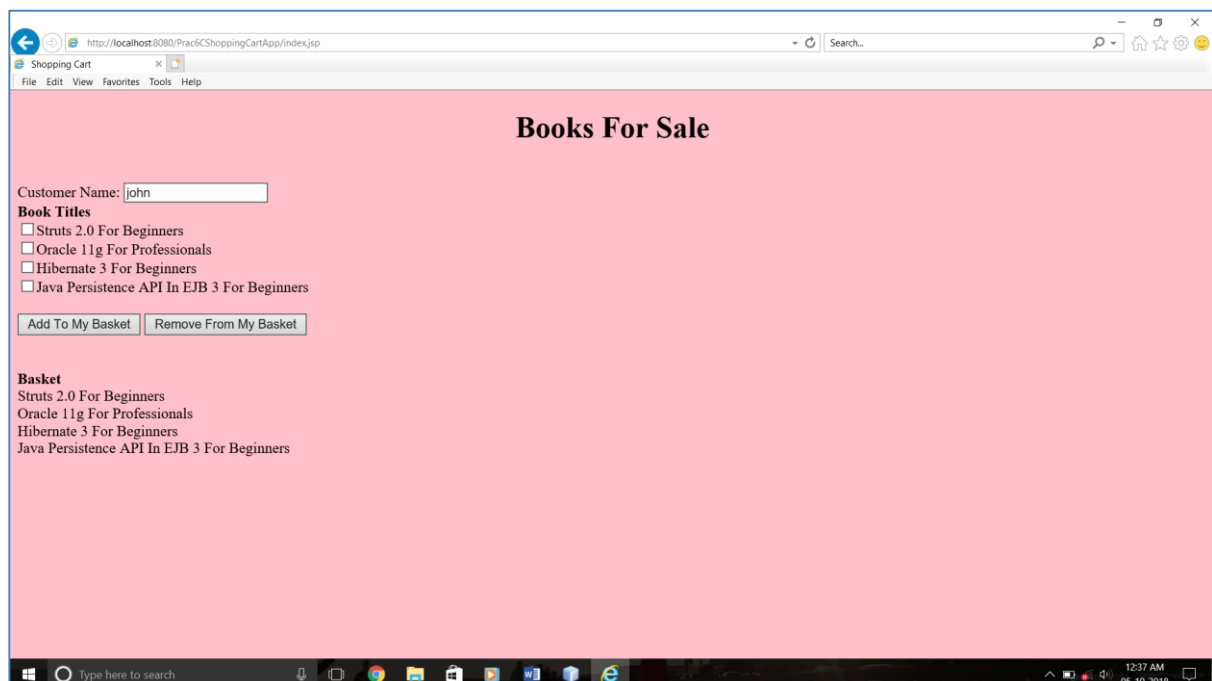 http://localhost:8080/Prac6CShoppingCartApp/index.jsp
Search...
Shopping Cart
File Edit View Favorites Tools Help
Books For Sale
Customer Name: john
Book Titles
Struts 2.0 For Beginners
Oracle 11g For Professionals
Hibernate 3 For Beginners
Java Persistence API In EJB 3 For Beginners
Add To My Basket Remove From My Basket
Basket
Struts 2.0 For Beginners
Oracle 11g For Professionals
Hibernate 3 For Beginners
Java Persistence API In EJB 3 For Beginners
Type here to search
12:37 AM
05-10-2018